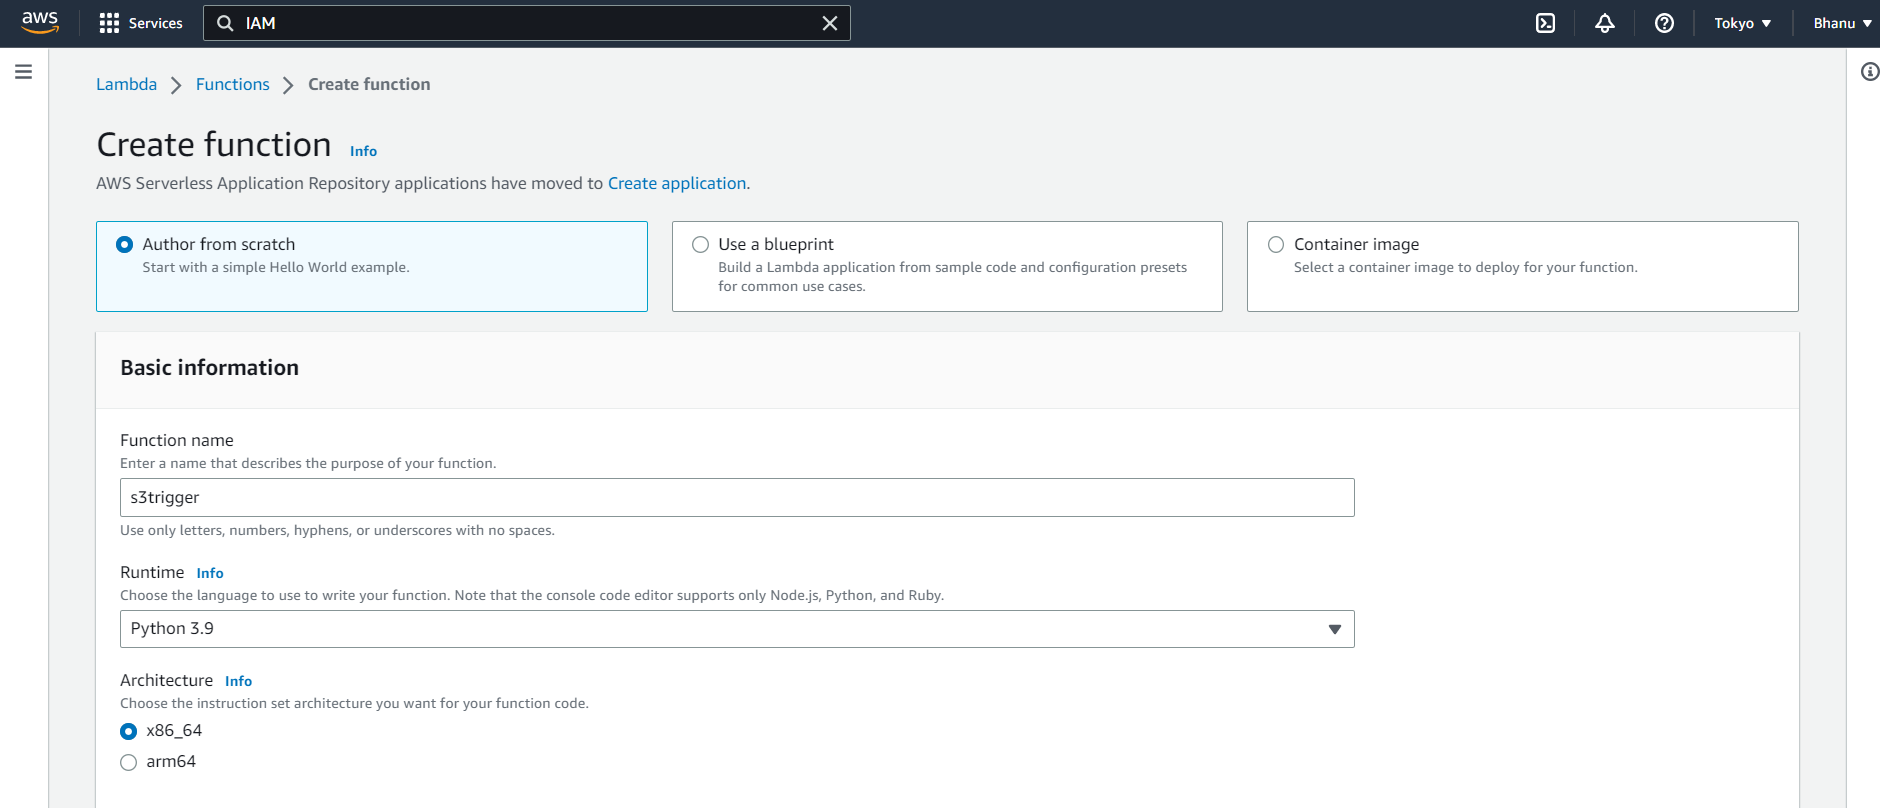 aws Services IAM Tokyo Bhanu
Lambda Functions Create function
Create function Info
AWS Serverless Application Repository applications have moved to Create application.
Author from scratch
Start with a simple Hello World example.
Use a blueprint
Build a Lambda application from sample code and configuration presets
for common use cases.
Container image
Select a container image to deploy for your function.
Basic information
Function name
Enter a name that describes the purpose of your function.
s3trigger
Use only letters, numbers, hyphens, or underscores with no spaces.
Runtime Info
Choose the language to use to write your function. Note that the console code editor supports only Node.js, Python, and Ruby.
Python 3.9
Architecture Info
Choose the instruction set architecture you want for your function code.
x86_64
arm64